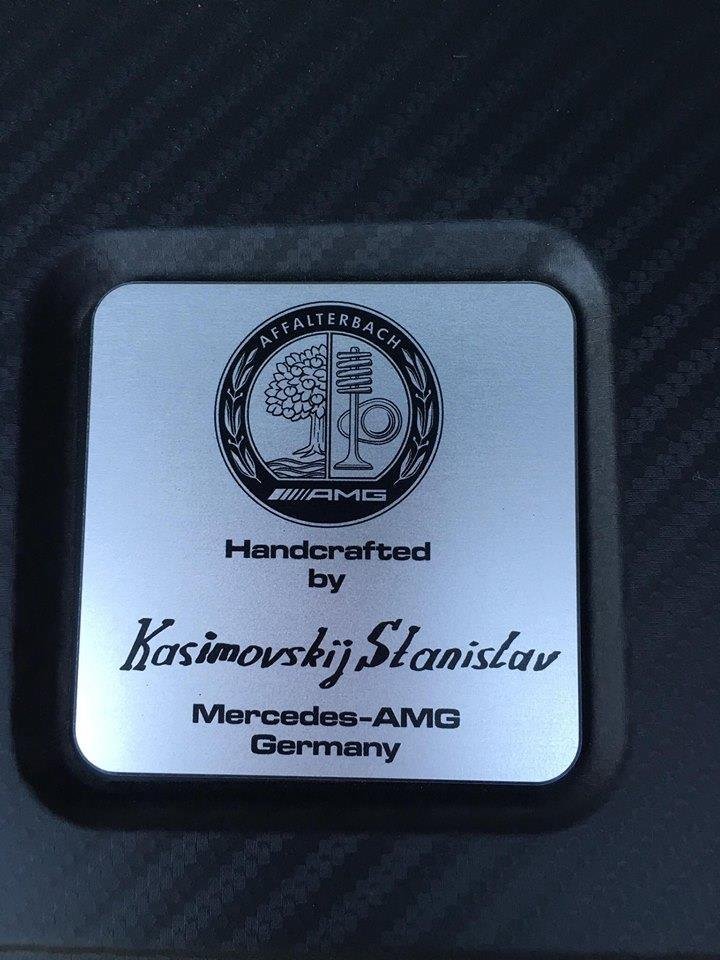 AFFALTERBACH
AMG
Handcrafted
by
Kasimovskij Stanislav
Mercedes-AMG
Germany